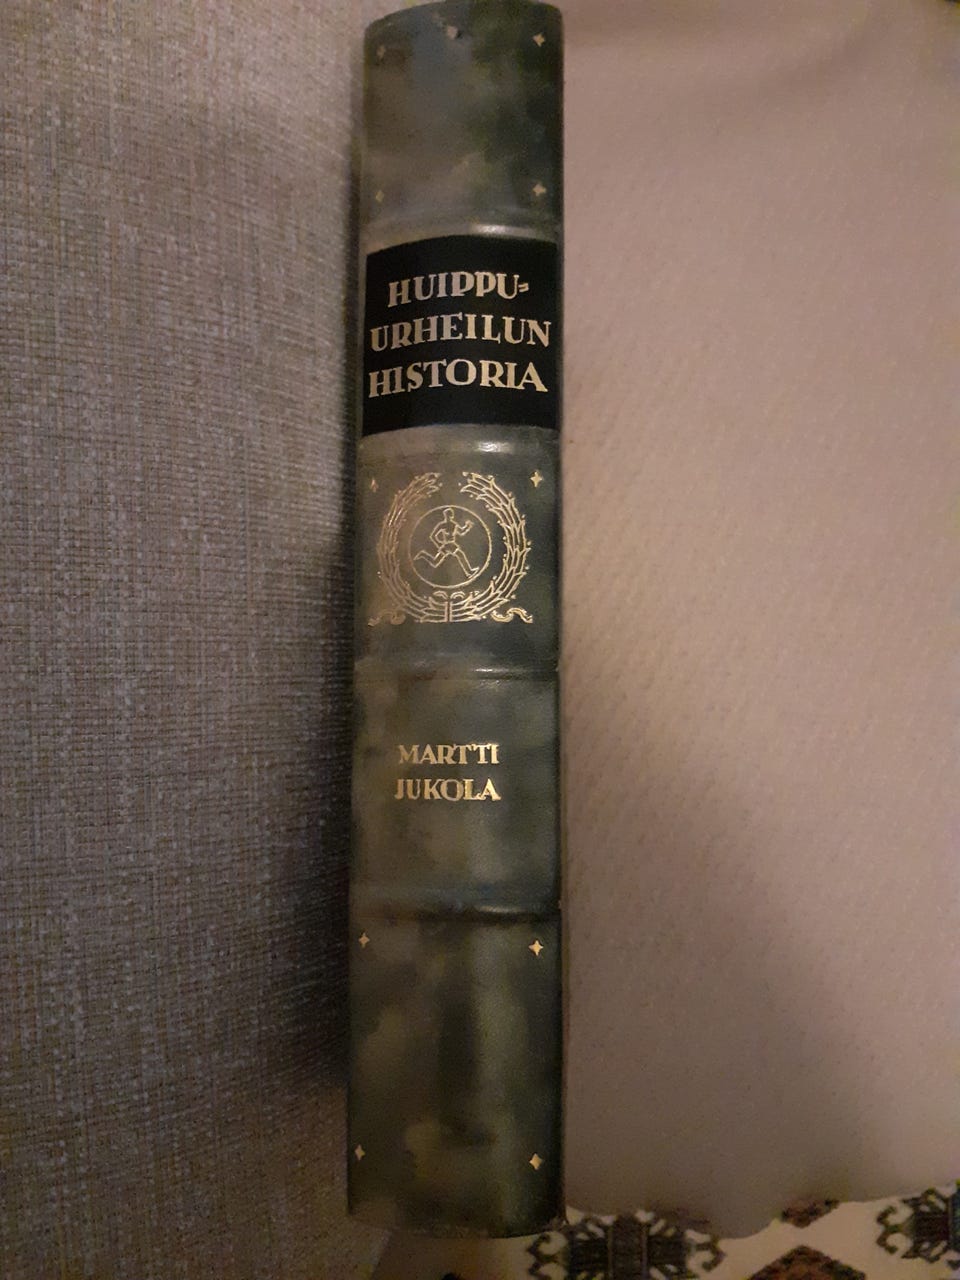 HUIPPU-
URHEILUN
HISTORIA
MARTTI
JUKOLA